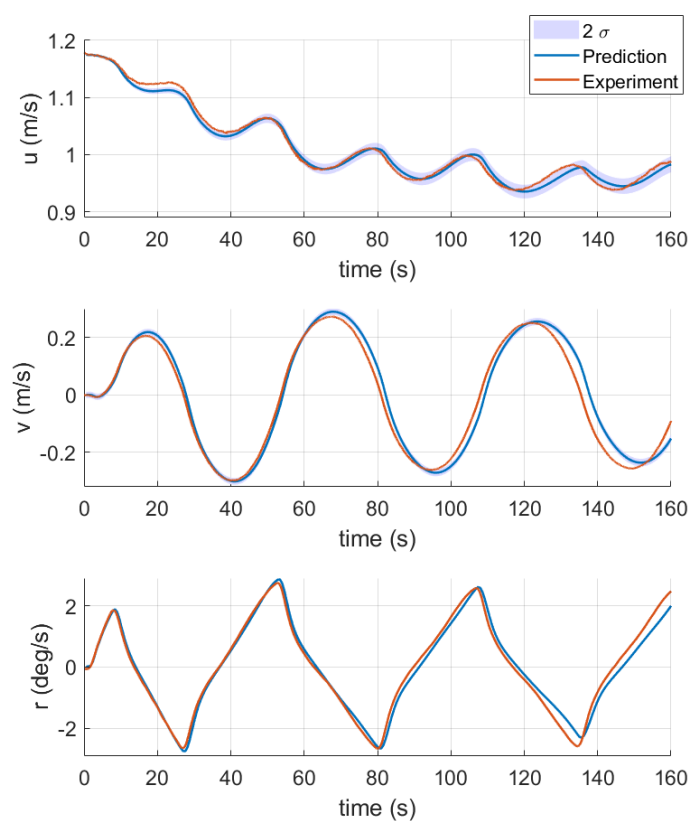 2 σ
Prediction
Experiment
1.2
1.1
1
0.9
u (m/s)
0 20 40 60 80 100 120 140 160
time (s)
0.2
0
-0.2
v (m/s)
0 20 40 60 80 100 120 140 160
time (s)
2
0
-2
r (deg/s)
0 20 40 60 80 100 120 140 160
time (s)